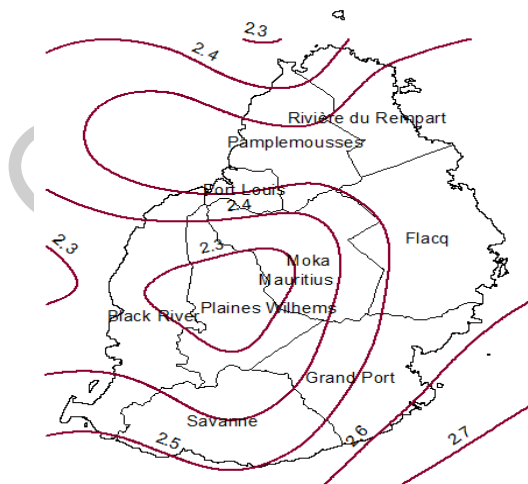 2.3
2.4
Rivière du Rempart
Pamplemousses
Port Louis
2.4
2.3
2.3
Flacq
Moka
Mauritius
Plaines Wilhems
Black River
Grand Port
Savanne
2.5
2.6
2.7